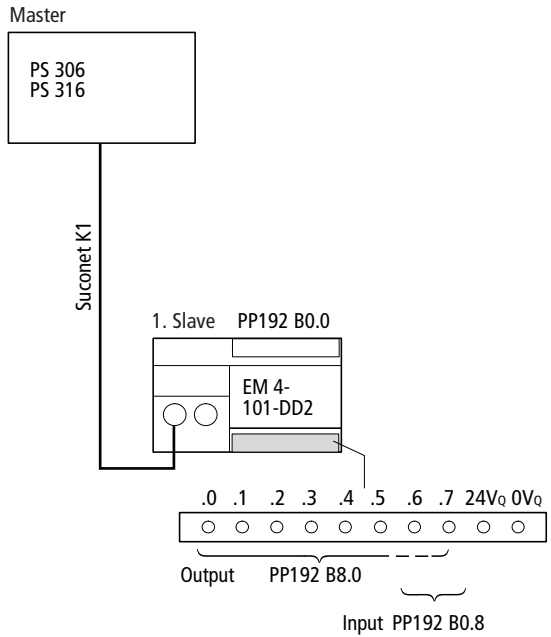 Master
PS 306
PS 316
Suconet K1
1. Slave PP192 B0.0
EM 4-
101-DD2
.0 .1 .2 .3 .4 .5 .6 .7 24VQ 0VQ
Output PP192 B8.0
Input PP192 B0.8